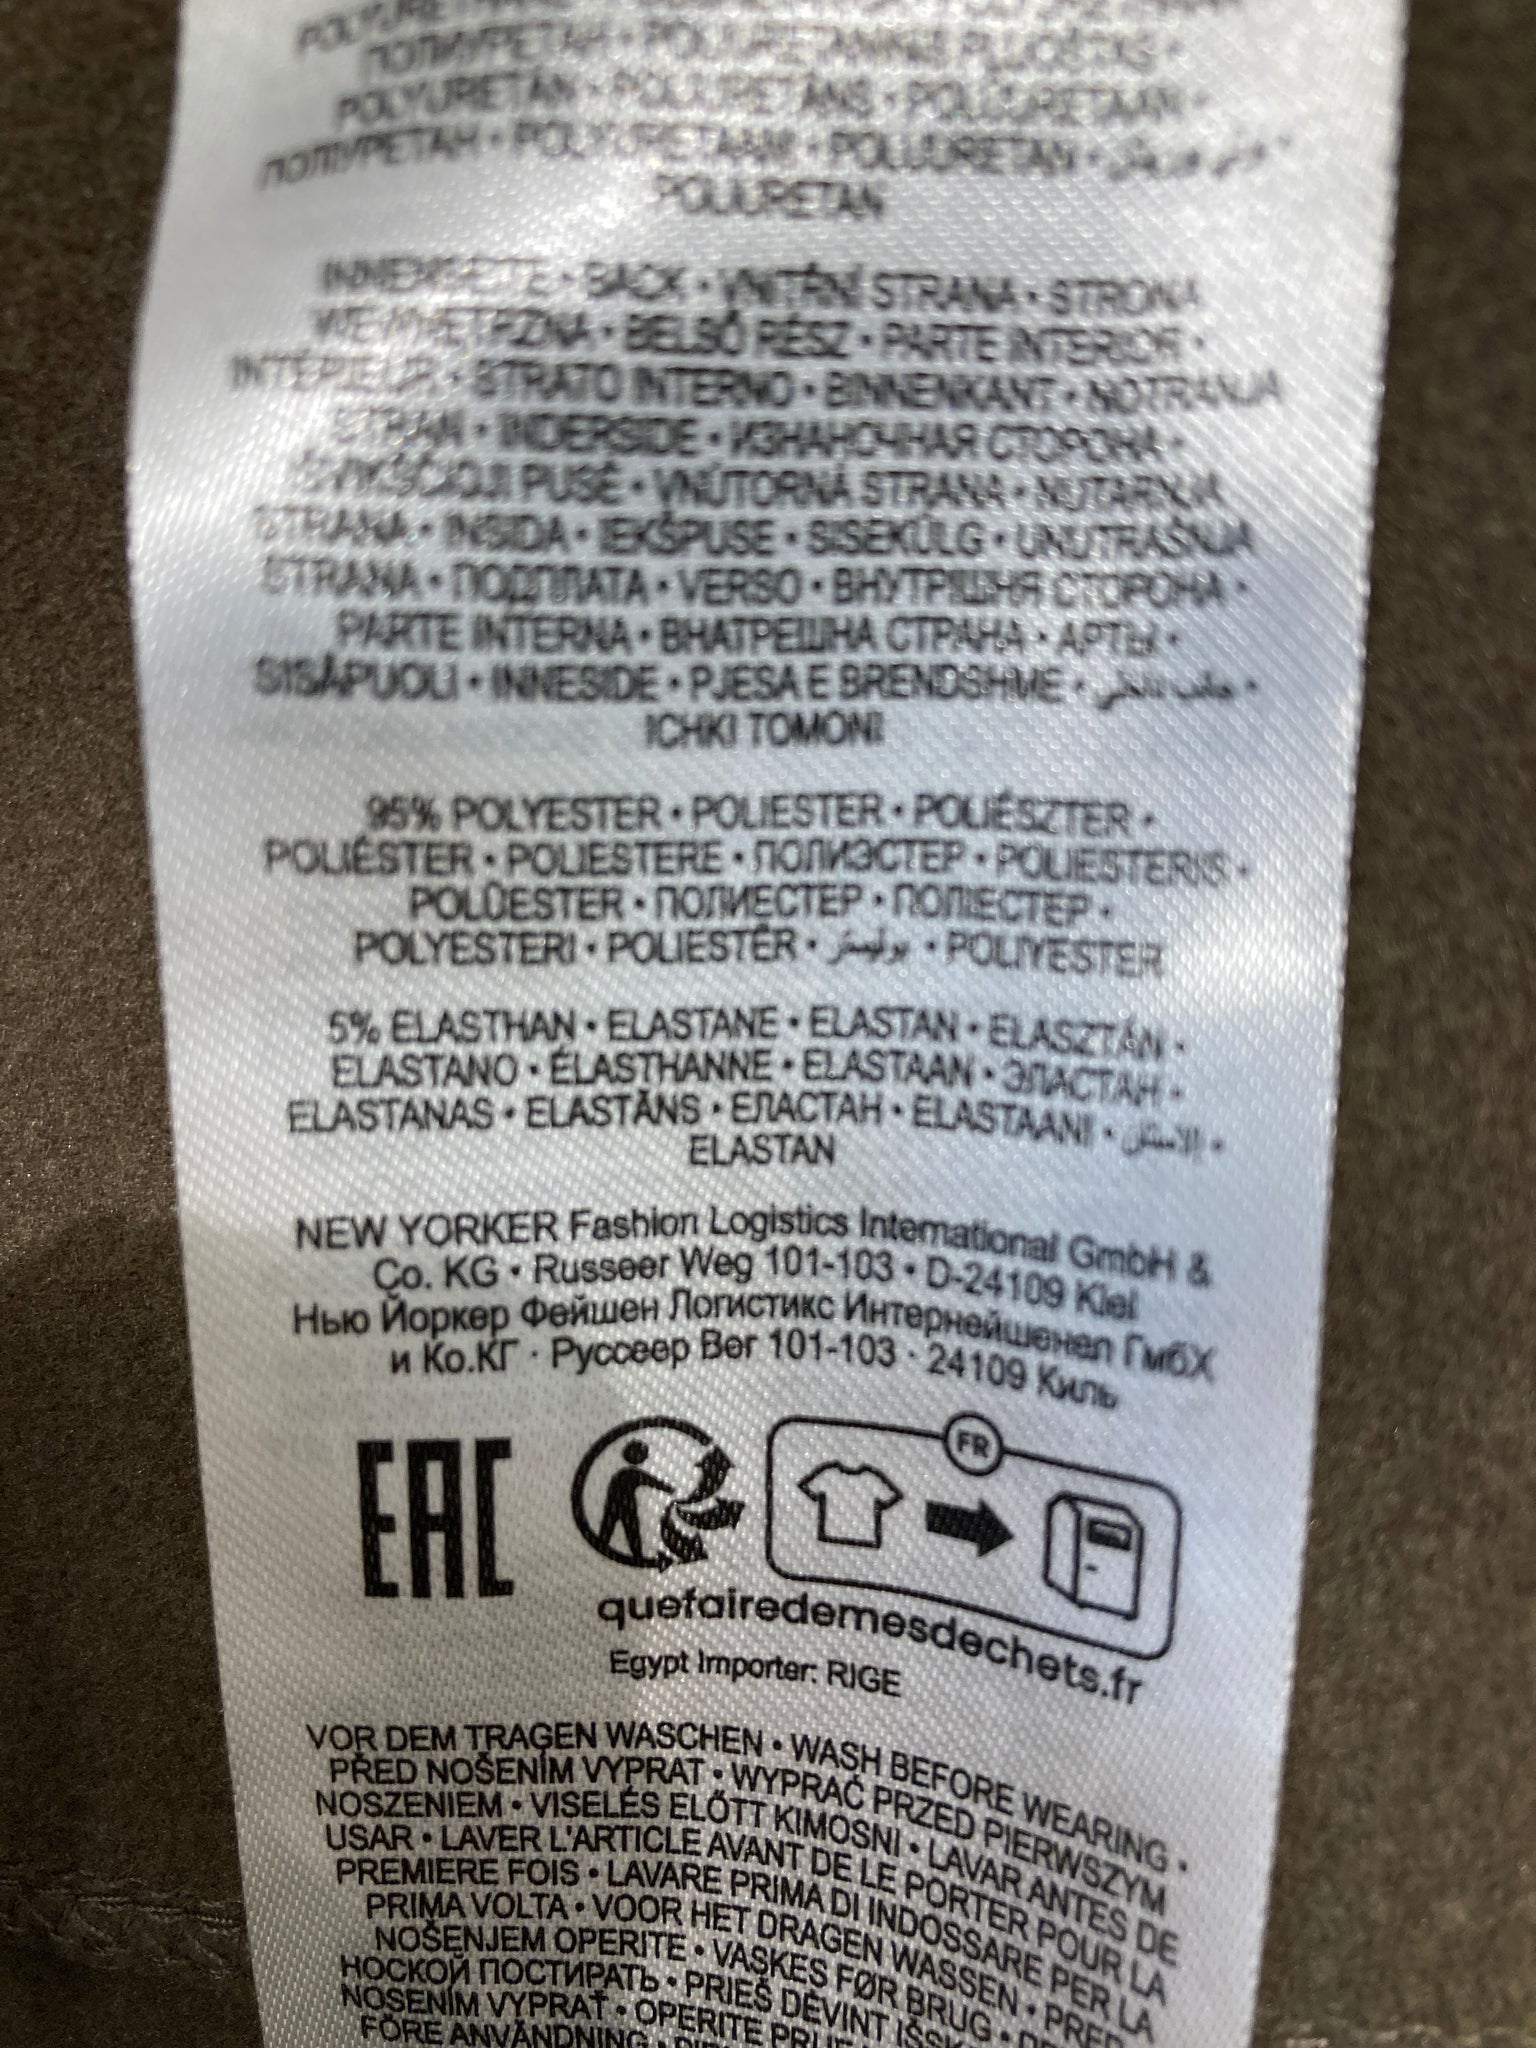 ПОЛИУРЕТАН • POLIURETANINIS PLUOŠTAS •
POLYURETÁN • POLIURETĀNS • POLÜURETAAN •
ПОЛІУРЕТАН • POLYURETAANI • POLIURETAN •
POLIURETAN
INNENSEITE • BACK • VNITŘNÍ STRANA • STRONA
WEWNĘTRZNA • BELSŐ RÉSZ • PARTE INTERIOR •
INTÉRIEUR • STRATO INTERNO • BINNENKANT • NOTRANJA
STRAN • INDERSIDE • ИЗНАНОЧНАЯ СТОРОНА •
IŠVIKŠČIOJI PUSĖ • VNÚTORNÁ STRANA • NUTARNJA
STRANA • INSIDA • IEKŠPUSE • SISEKÜLG • UNUTRAŠNJA
STRANA • ПОДПЛАТА • VERSO • ВНУТРІШНЯ СТОРОНА •
PARTE INTERNA • ВНАТРЕШНА СТРАНА • АРТЫ •
SISÄPUOLI • INNESIDE • PJESA E BRENDSHME • جانب داخلي •
ICHKI TOMONI
95% POLYESTER • POLIESTER • POLIÉSZTER •
POLIÉSTER • POLIESTERE • ПОЛИЭСТЕР • POLIESTERIS •
POLÜESTER • ПОЛИЕСТЕР • ПОЛІЕСТЕР •
POLYESTERI • POLIESTĒR • بوليستر • POLIYESTER
5% ELASTHAN • ELASTANE • ELASTAN • ELASZTÁN •
ELASTANO • ÉLASTHANNE • ELASTAAN • ЭЛАСТАН •
ELASTANAS • ELASTĀNS • ЕЛАСТАН • ELASTAANI • الاستان •
ELASTAN
NEW YORKER Fashion Logistics International GmbH &
Co. KG • Russeer Weg 101-103 • D-24109 Kiel
Нью Йоркер Фейшен Логистикс Интернейшенел ГмбХ
и Ко.КГ · Руссеер Вег 101-103 · 24109 Киль
EAC
FR
quefairedemesdechets.fr
Egypt Importer: RIGE
VOR DEM TRAGEN WASCHEN • WASH BEFORE WEARING •
PŘED NOŠENÍM VYPRAT • WYPRAĆ PRZED PIERWSZYM
NOSZENIEM • VISELÉS ELŐTT KIMOSNI • LAVAR ANTES DE
USAR • LAVER L'ARTICLE AVANT DE LE PORTER POUR LA
PREMIERE FOIS • LAVARE PRIMA DI INDOSSARE PER LA
PRIMA VOLTA • VOOR HET DRAGEN WASSEN • PRED
NOŠENJEM OPERITE • VASKES FØR BRUG •
НОСКОЙ ПОСТИРАТЬ • PRIEŠ DĖVINT
NOSENÍM VYPRAŤ • OPERITE
FÖRE ANVÄNDNING •